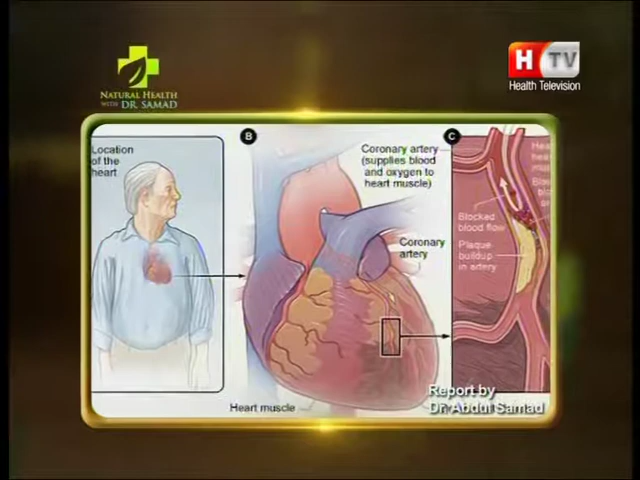 NATURAL HEALTH
WITH DR. SAMAD
H TV
Health Television
Location
of the
heart
B
Coronary artery
(supplies blood
and oxygen to
heart muscle)
Coronary
artery
Heart muscle
C
Blocked
blood flow
Plaque
buildup
in artery
Report by
Dr. Abdul Samad